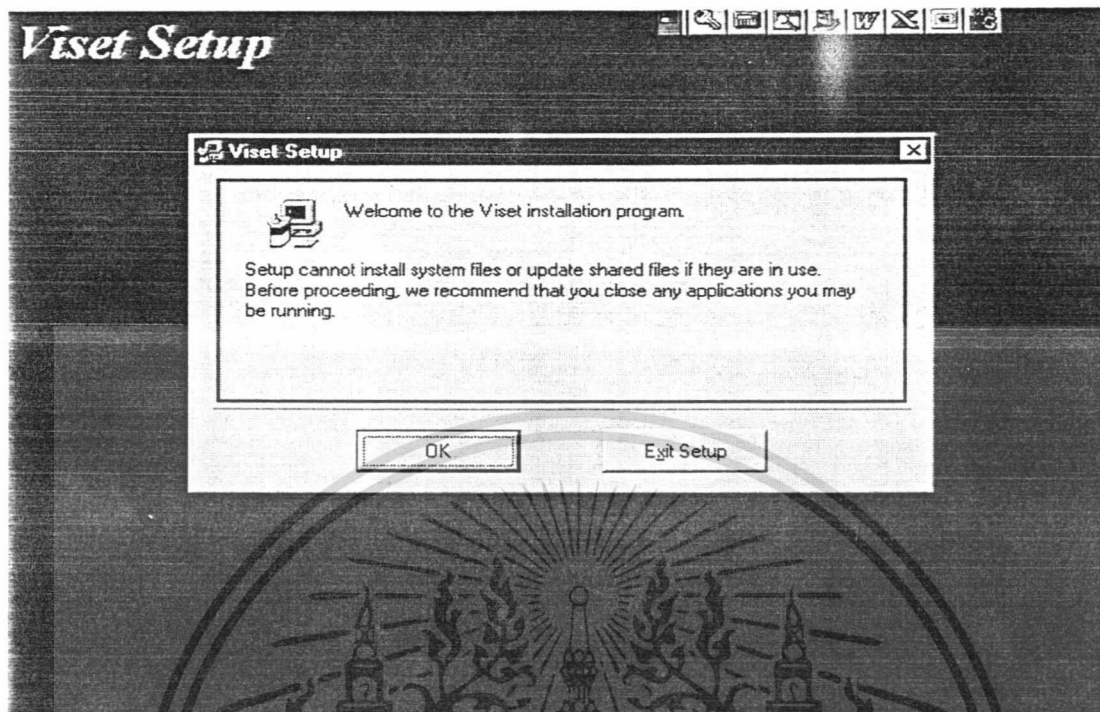 Viset Setup
Viset Setup
Welcome to the Viset installation program.
Setup cannot install system files or update shared files if they are in use.
Before proceeding, we recommend that you close any applications you may
be running.
OK
Exit Setup